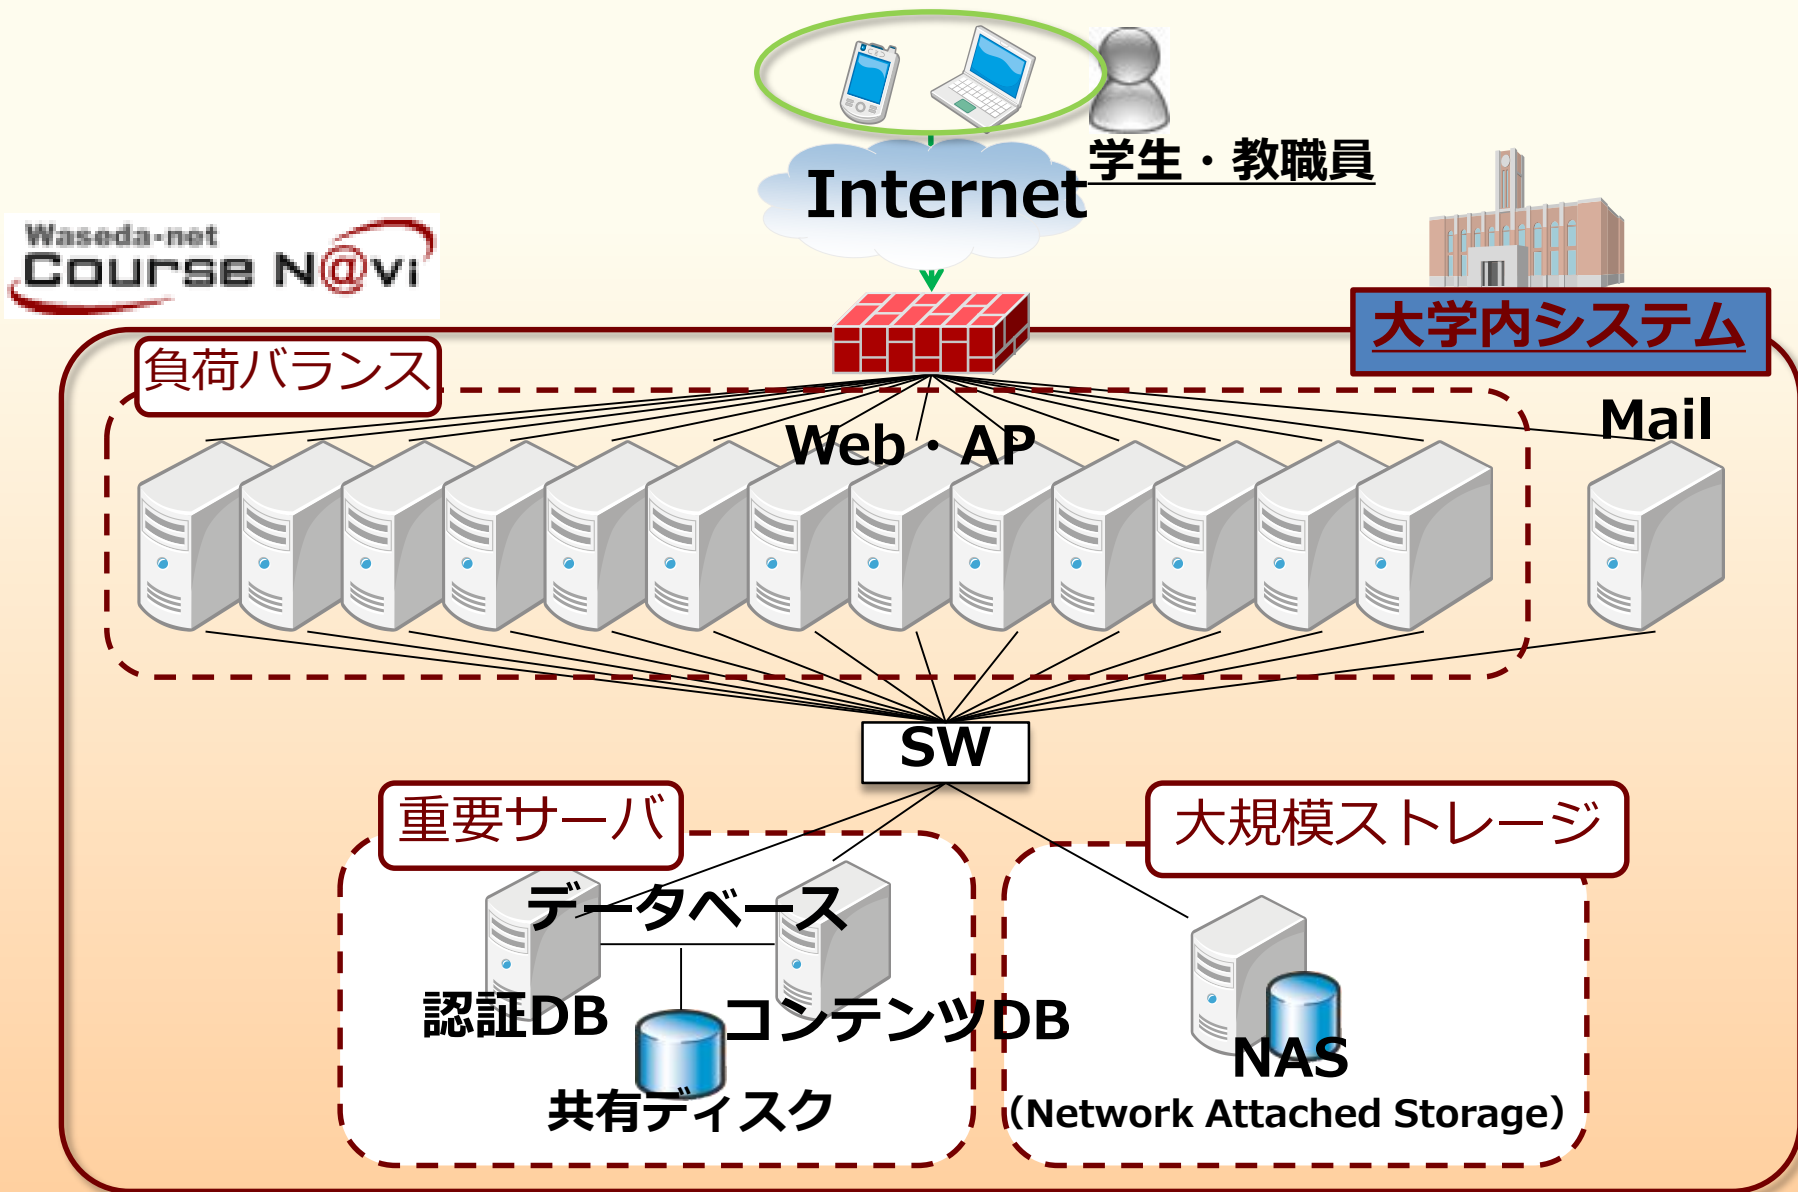 学生・教職員
Internet
Waseda-net
Course N@vi
大学内システム
負荷バランス
Web・AP
Mail
SW
重要サーバ
大規模ストレージ
データベース
認証DB
コンテンツDB
共有ディスク
NAS
（Network Attached Storage）